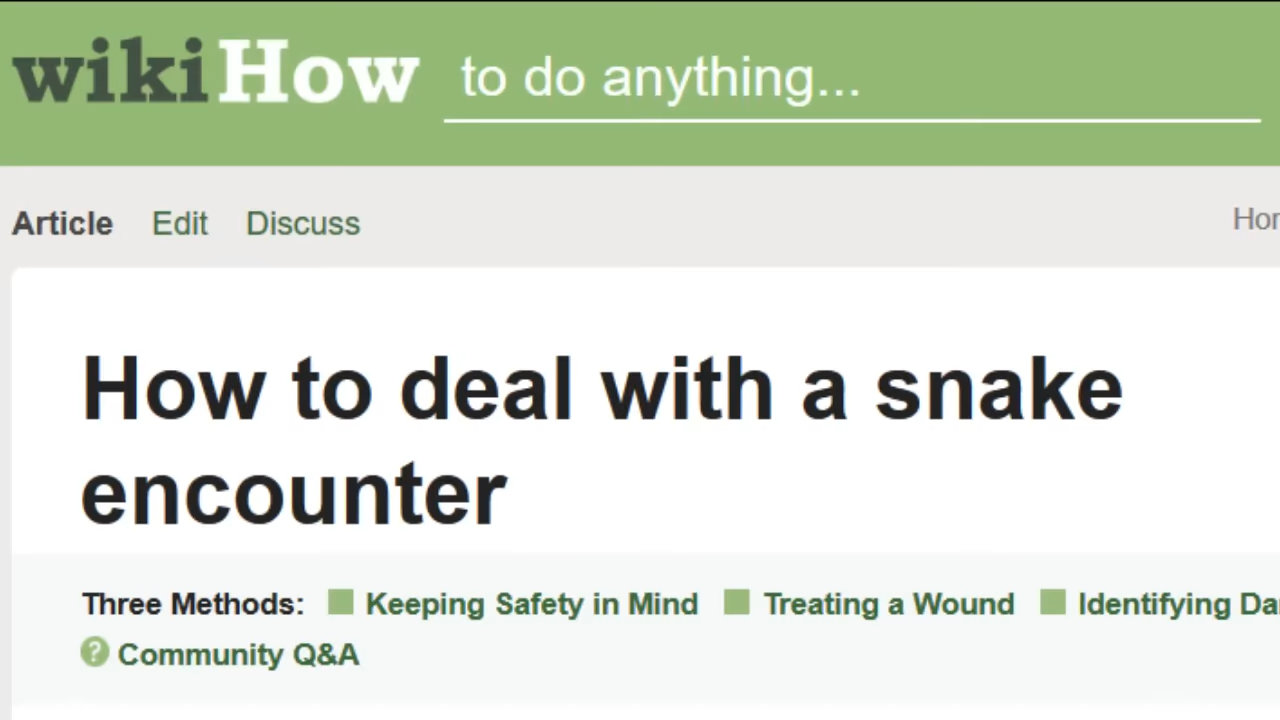 wikiHow to do anything...
Article Edit Discuss
How to deal with a snake
encounter
Three Methods: Keeping Safety in Mind Treating a Wound Identifying
? Community Q&A